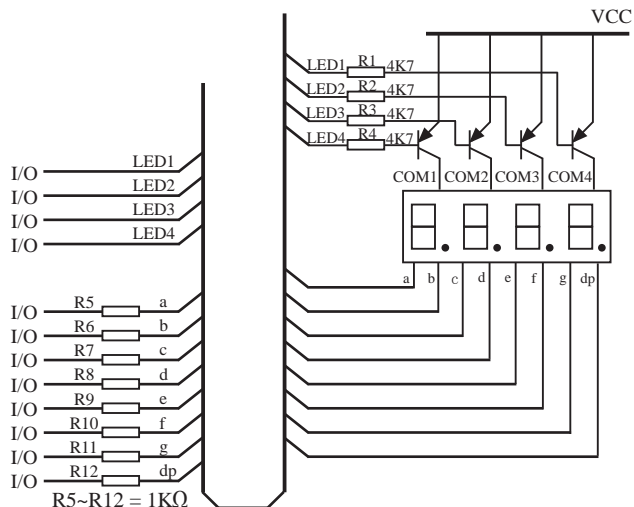 VCC
LED1 R1 4K7
LED2 R2 4K7
LED3 R3 4K7
LED4 R4 4K7
COM1 COM2 COM3 COM4
a b c d e f g dp
I/O LED1
I/O LED2
I/O LED3
I/O LED4
I/O R5 a
I/O R6 b
I/O R7 c
I/O R8 d
I/O R9 e
I/O R10 f
I/O R11 g
I/O R12 dp
R5~R12 = 1KΩ